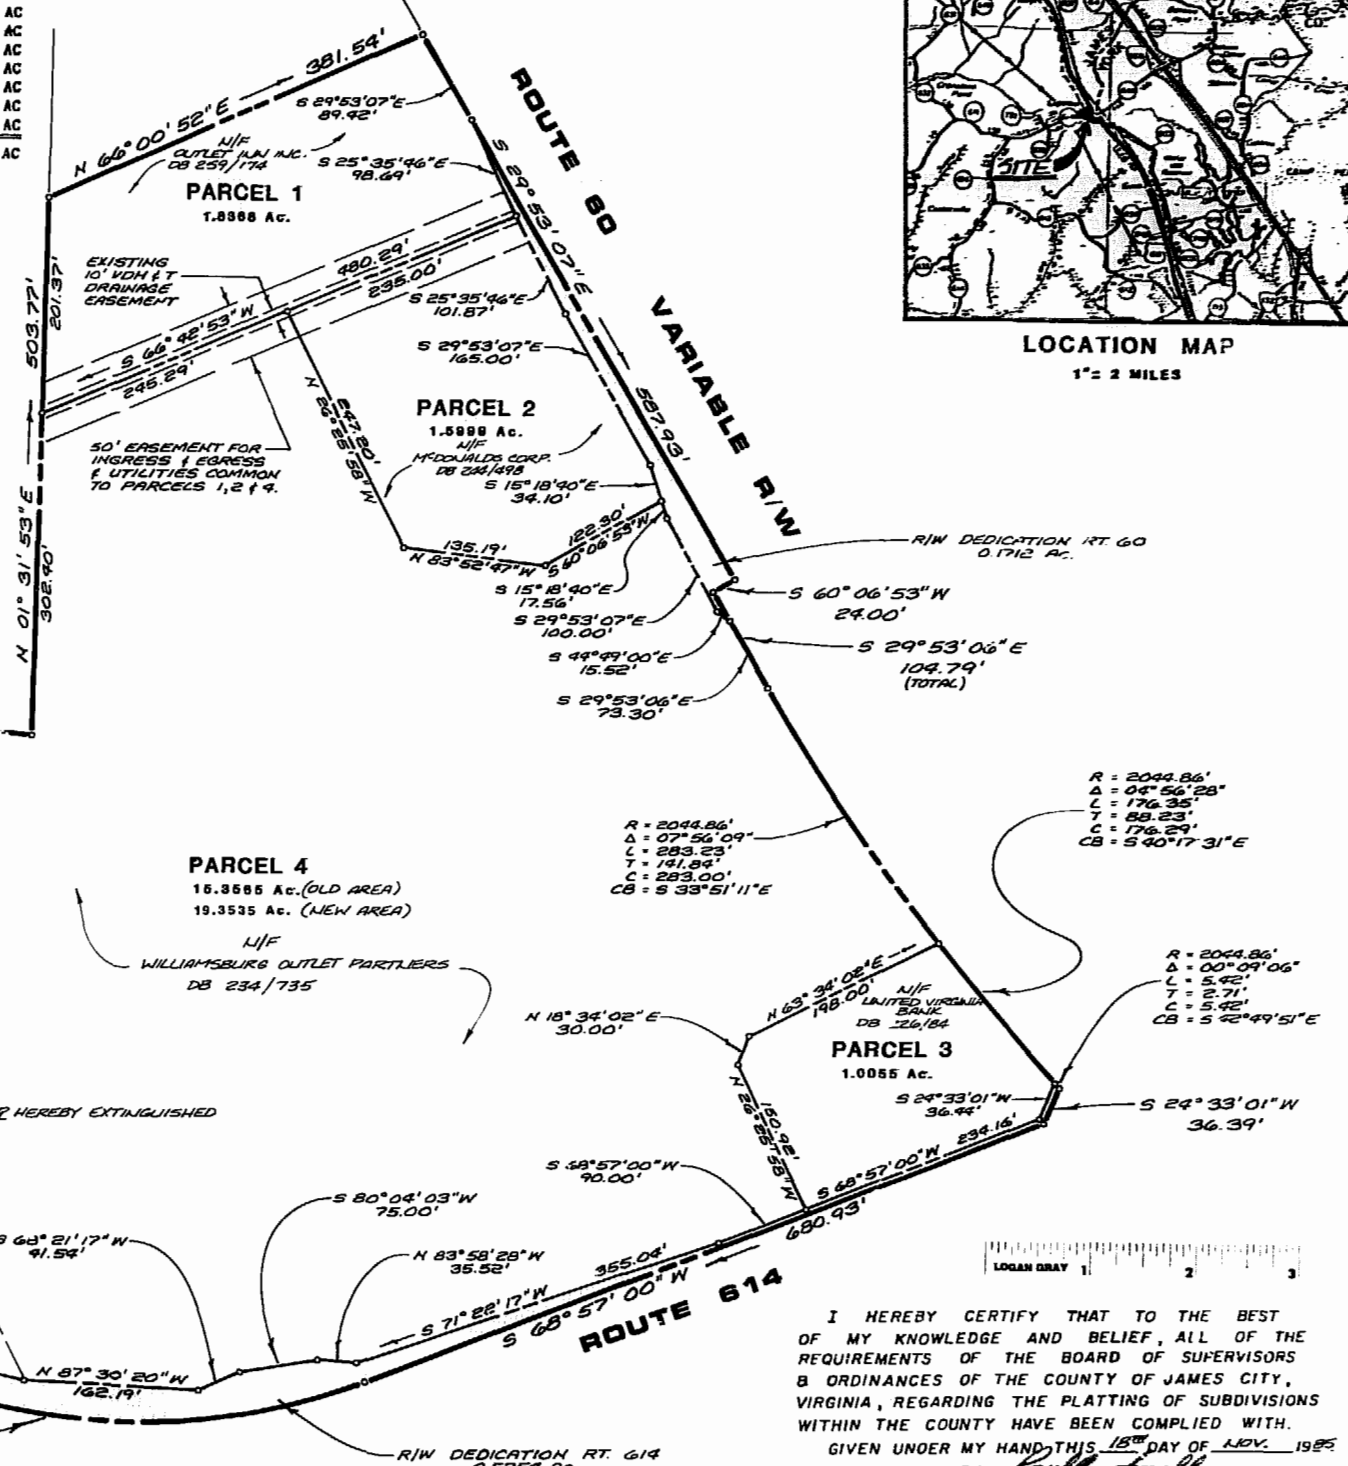 AC
AC
AC
AC
AC
AC
AC
AC
N 66°00'52"E
381.54'
S 29°53'07"E
89.42'
N/F
OUTLET INN INC.
DB 259/174
S 25°35'46"E
98.69'
PARCEL 1
1.8368 Ac.
ROUTE 60
VARIABLE R/W
S 29°53'07"E
587.93'
SITE
LOCATION MAP
1"= 2 MILES
EXISTING
10' VDH & T
DRAINAGE
EASEMENT
480.29'
235.00'
S 66°42'53"W
245.29'
N 01°31'53"E
503.77'
201.37'
302.40'
S 25°35'46"E
101.87'
S 29°53'07"E
165.00'
50' EASEMENT FOR
INGRESS & EGRESS
& UTILITIES COMMON
TO PARCELS 1,2 & 4.
247.20'
N 26°25'58"W
PARCEL 2
1.5999 Ac.
N/F
McDONALDS CORP.
DB 244/498
S 15°18'40"E
34.10'
135.19'
N 83°52'47"W
122.30'
S 60°06'53"W
R/W DEDICATION RT. 60
0.1712 Ac.
S 15°18'40"E
17.56'
S 60°06'53"W
24.00'
S 29°53'07"E
100.00'
S 44°49'00"E
15.52'
S 29°53'06"E
104.79'
(TOTAL)
S 29°53'06"E
73.30'
R = 2044.86'
Δ = 04°56'28"
L = 176.35'
T = 88.23'
C = 176.29'
CB = S 40°17'31"E
R = 2044.86'
Δ = 07°56'09"
L = 283.23'
T = 141.84'
C = 283.00'
CB = S 33°51'11"E
PARCEL 4
15.3565 Ac. (OLD AREA)
19.3535 Ac. (NEW AREA)
N/F
WILLIAMSBURG OUTLET PARTNERS
DB 234/735
R = 2044.86'
Δ = 00°09'06"
L = 5.42'
T = 2.71'
C = 5.42'
CB = S 42°49'51"E
N 63°34'02"E
198.00'
N/F
UNITED VIRGINIA
BANK
DB 226/84
N 18°34'02"E
30.00'
PARCEL 3
1.0055 Ac.
150.92'
N 26°25'58"W
S 24°33'01"W
36.44'
S 24°33'01"W
36.39'
HEREBY EXTINGUISHED
S 68°57'00"W
234.16'
680.93'
S 68°57'00"W
90.00'
S 80°04'03"W
75.00'
S 68°21'17"W
41.54'
N 83°58'28"W
35.52'
S 71°22'17"W
355.04'
S 68°57'00"W
ROUTE 614
N 87°30'20"W
162.19'
LOGAN GRAY 1 2 3
I HEREBY CERTIFY THAT TO THE BEST
OF MY KNOWLEDGE AND BELIEF, ALL OF THE
REQUIREMENTS OF THE BOARD OF SUPERVISORS
& ORDINANCES OF THE COUNTY OF JAMES CITY,
VIRGINIA, REGARDING THE PLATTING OF SUBDIVISIONS
WITHIN THE COUNTY HAVE BEEN COMPLIED WITH.
GIVEN UNDER MY HAND THIS 15TH DAY OF NOV. 1985
R/W DEDICATION RT. 614